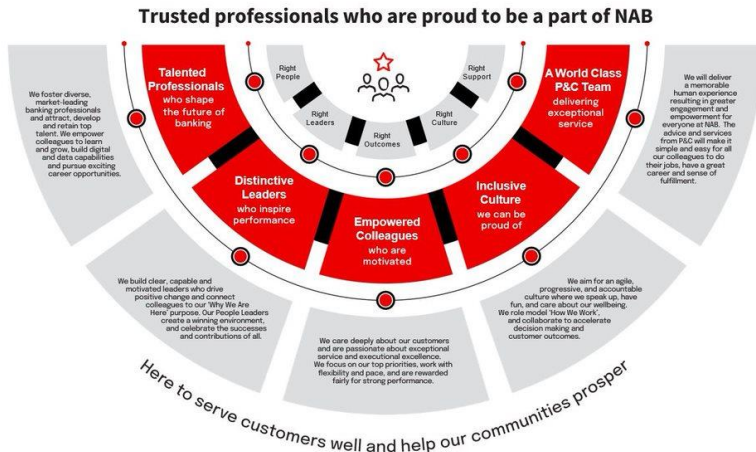 Trusted professionals who are proud to be a part of NAB
Right
People
Right
Leaders
Right
Outcomes
Right
Culture
Right
Support
Talented
Professionals
who shape
the future of
banking
Distinctive
Leaders
who inspire
performance
Empowered
Colleagues
who are
motivated
Inclusive
Culture
we can be
proud of
A World Class
P&C Team
delivering
exceptional
service
We foster diverse,
market-leading
banking professionals
and attract, develop
and retain top
talent. We empower
colleagues to learn
and grow, build digital
and data capabilities
and pursue exciting
career opportunities.
We build clear, capable and
motivated leaders who drive
positive change and connect
colleagues to our 'Why We Are
Here' purpose. Our People Leaders
create a winning environment,
and celebrate the successes
and contributions of all.
We care deeply about our customers
and are passionate about exceptional
service and executional excellence.
We focus on our top priorities, work with
flexibility and pace, and are rewarded
fairly for strong performance.
We aim for an agile,
progressive, and accountable
culture where we speak up, have
fun, and care about our wellbeing.
We role model 'How We Work',
and collaborate to accelerate
decision making and
customer outcomes.
We will deliver
a memorable
human experience
resulting in greater
engagement and
empowerment for
everyone at NAB. The
advice and services
from P&C will make it
simple and easy for all
our colleagues to do
their jobs, have a great
career and sense of
fulfillment.
Here to serve customers well and help our communities prosper